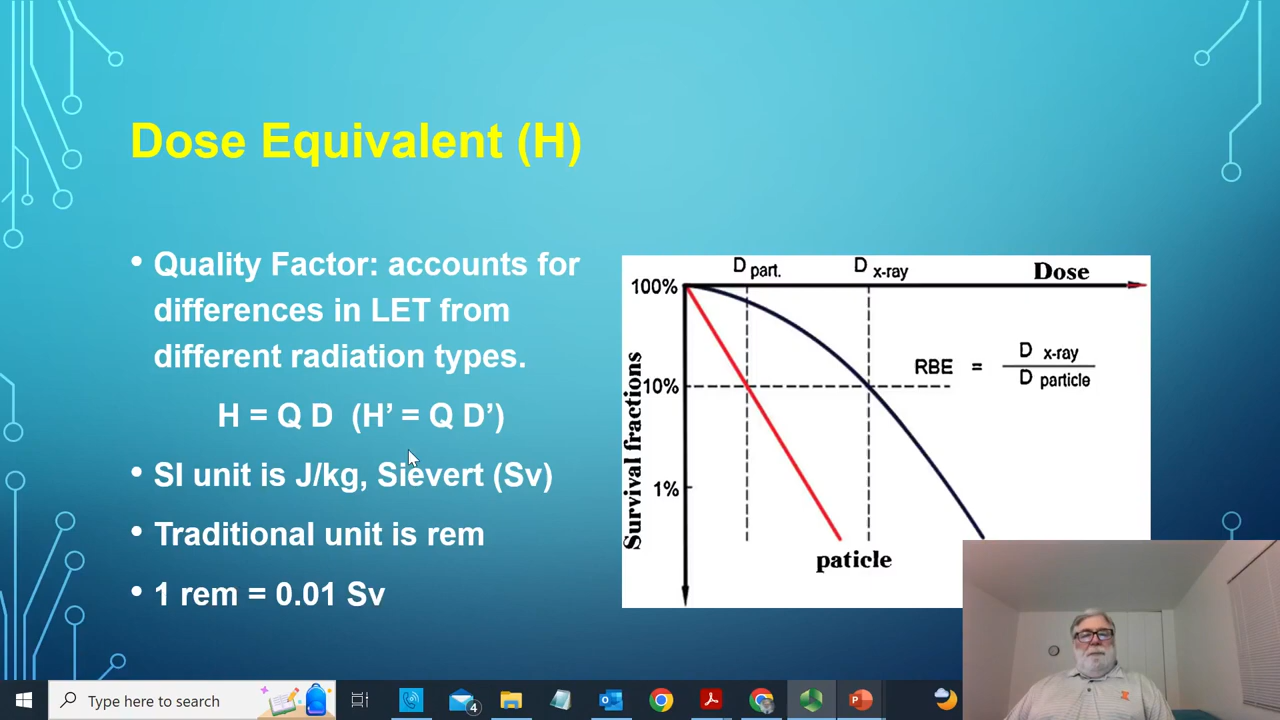 Dose Equivalent (H)
• Quality Factor: accounts for
differences in LET from
different radiation types.
H = Q D (H’ = Q D’)
• SI unit is J/kg, Sievert (Sv)
• Traditional unit is rem
• 1 rem = 0.01 Sv
D part.
D x-ray
Dose
100%
10%
1%
Survival fractions
RBE = D x-ray
D particle
paticle
Type here to search
4